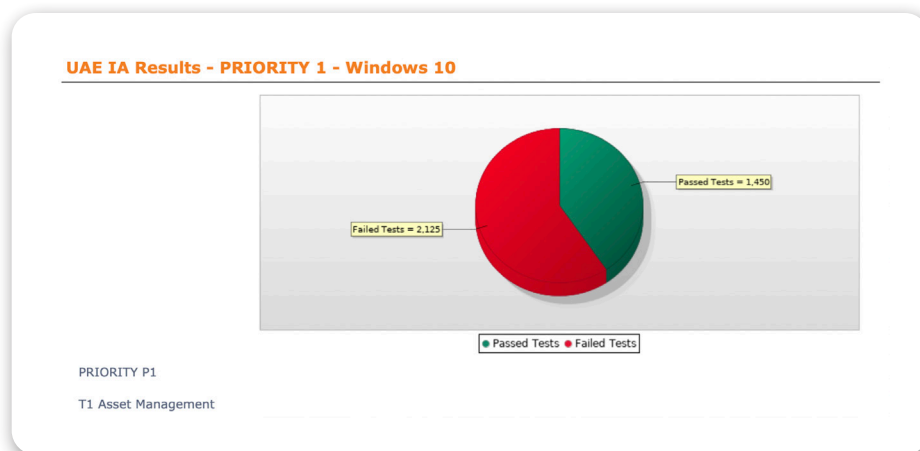 UAE IA Results - PRIORITY 1 - Windows 10
Passed Tests = 1,450
Failed Tests = 2,125
Passed Tests Failed Tests
PRIORITY P1
T1 Asset Management